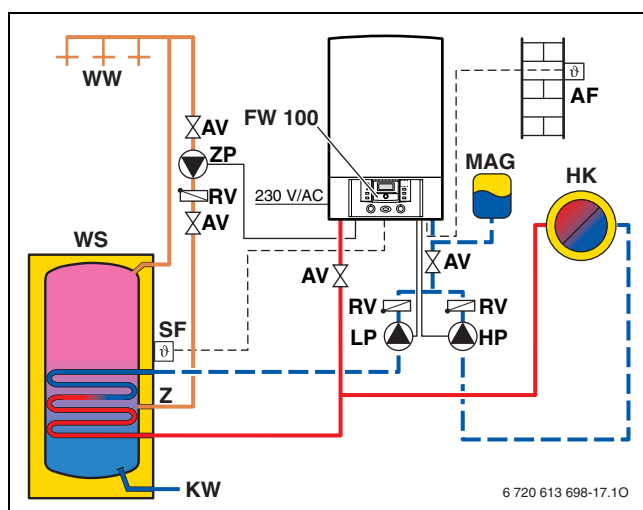 WW
AV
ZP
RV
AV
FW 100
230 V/AC
ϑ
AF
MAG
HK
WS
AV
AV
RV
RV
SF
ϑ
LP
HP
Z
KW
6 720 613 698-17.1O